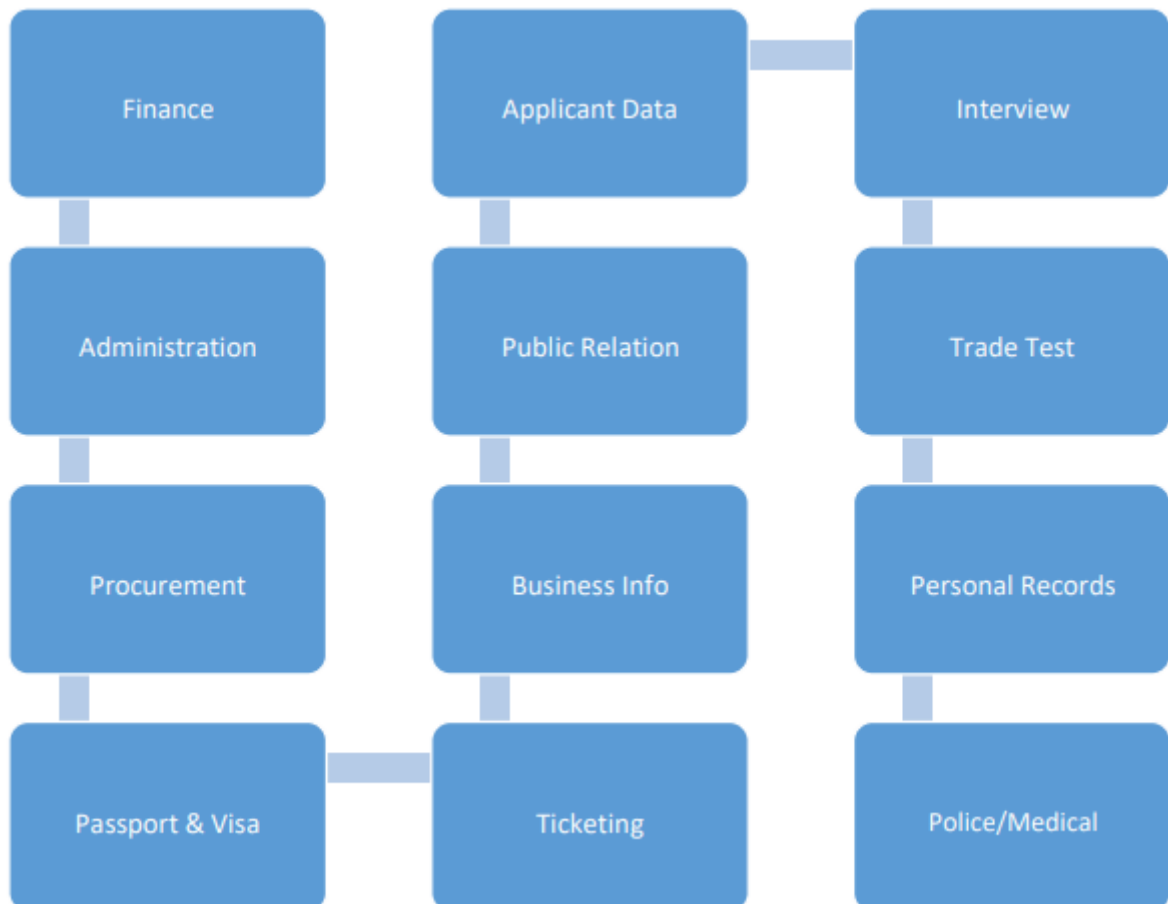 Finance
Administration
Procurement
Passport & Visa
Ticketing
Business Info
Public Relation
Applicant Data
Interview
Trade Test
Personal Records
Police/Medical